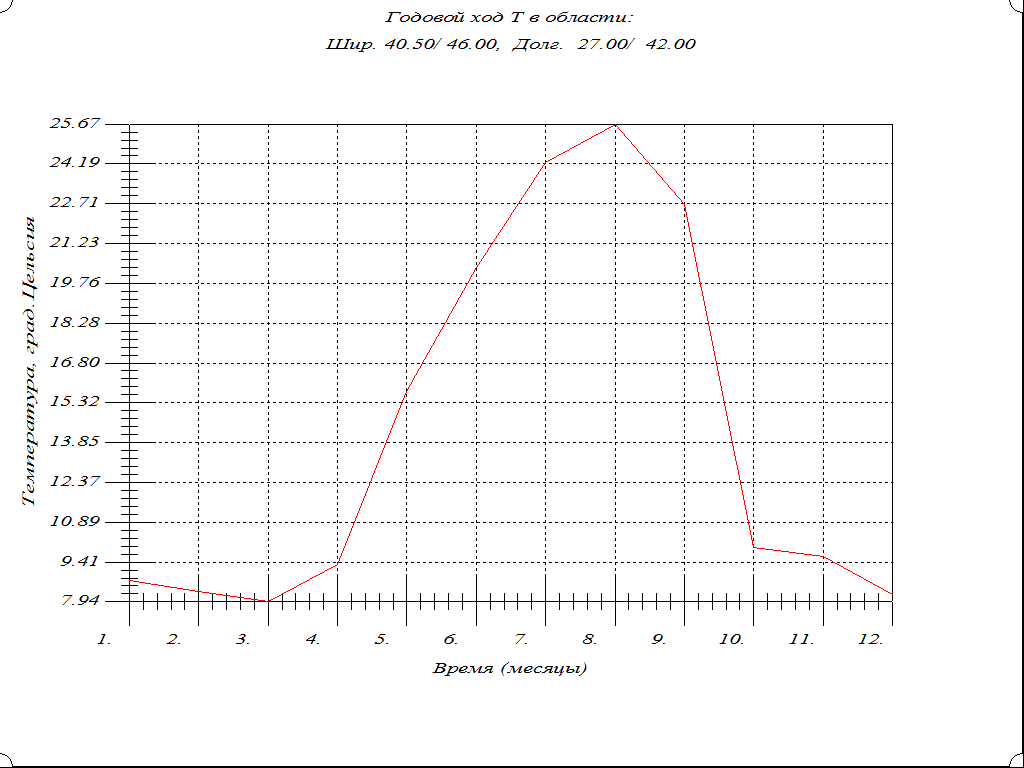 Годовой ход Т в области:
Шир. 40.50/ 46.00, Долг. 27.00/ 42.00
25.67
24.19
22.71
21.23
19.76
18.28
16.80
15.32
13.85
12.37
10.89
9.41
7.94
Температура, град. Цельсия
1. 2. 3. 4. 5. 6. 7. 8. 9. 10. 11. 12.
Время (месяцы)